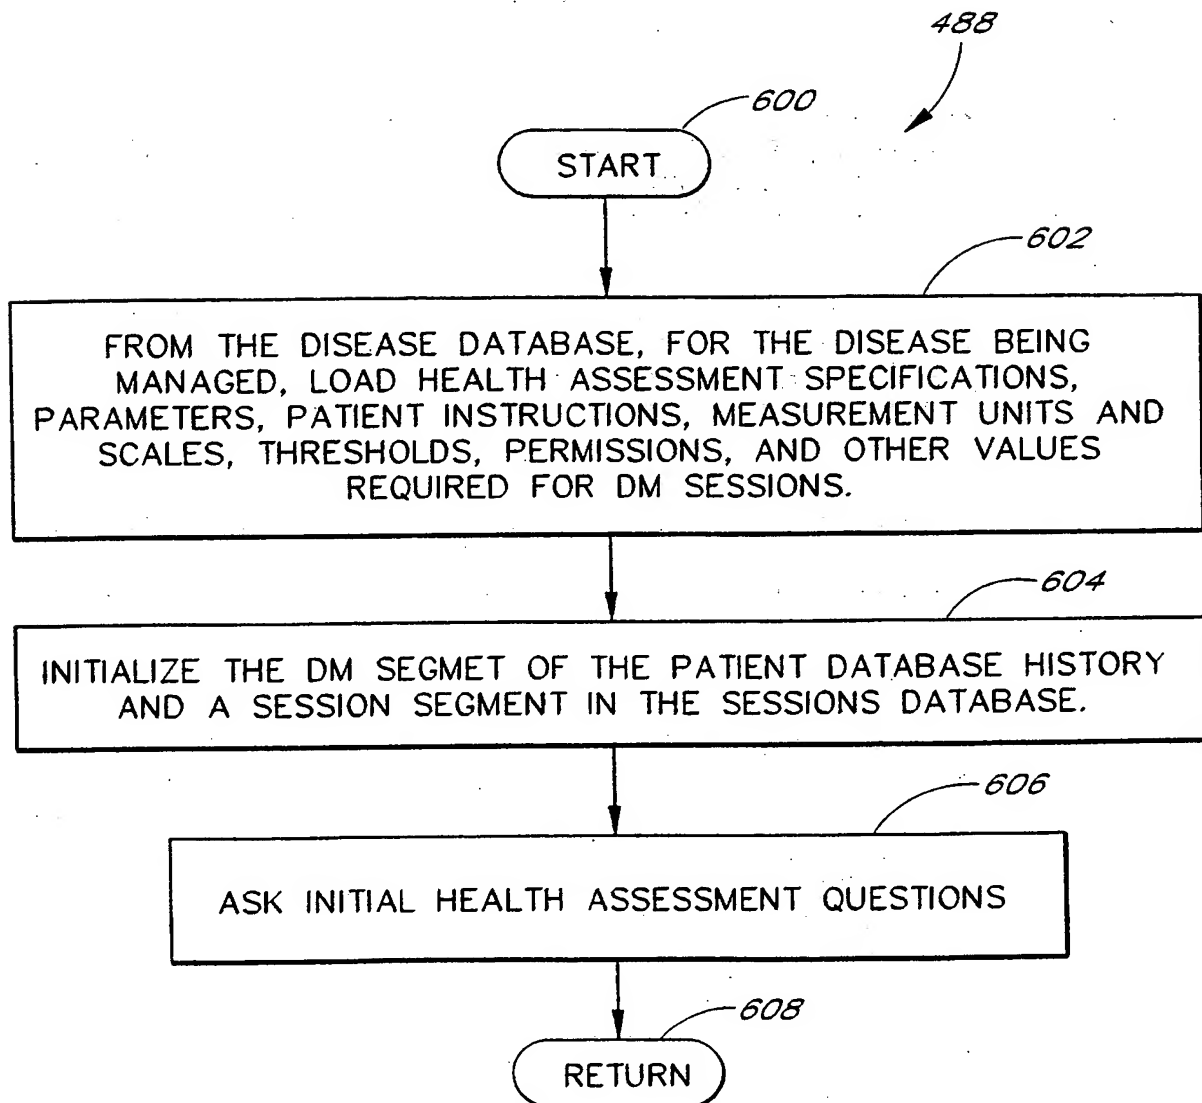 488
600
START
602
FROM THE DISEASE DATABASE, FOR THE DISEASE BEING
MANAGED, LOAD HEALTH ASSESSMENT SPECIFICATIONS,
PARAMETERS, PATIENT INSTRUCTIONS, MEASUREMENT UNITS AND
SCALES, THRESHOLDS, PERMISSIONS, AND OTHER VALUES
REQUIRED FOR DM SESSIONS.
604
INITIALIZE THE DM SEGMET OF THE PATIENT DATABASE HISTORY
AND A SESSION SEGMENT IN THE SESSIONS DATABASE.
606
ASK INITIAL HEALTH ASSESSMENT QUESTIONS
608
RETURN